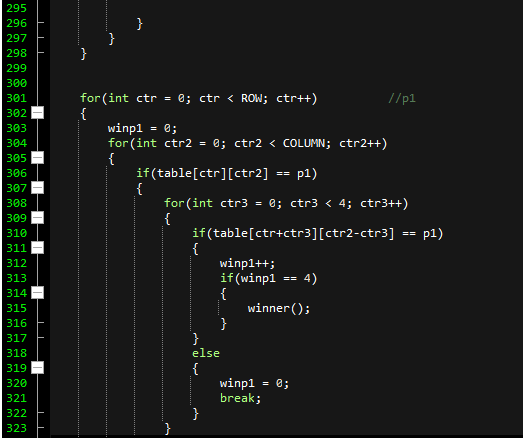 295
296 }
297 }
298 }
299
300
301 for(int ctr = 0; ctr < ROW; ctr++) //p1
302 {
303 winp1 = 0;
304 for(int ctr2 = 0; ctr2 < COLUMN; ctr2++)
305 {
306 if(table[ctr][ctr2] == p1)
307 {
308 for(int ctr3 = 0; ctr3 < 4; ctr3++)
309 {
310 if(table[ctr+ctr3][ctr2-ctr3] == p1)
311 {
312 winp1++;
313 if(winp1 == 4)
314 {
315 winner();
316 }
317 }
318 else
319 {
320 winp1 = 0;
321 break;
322 }
323 }